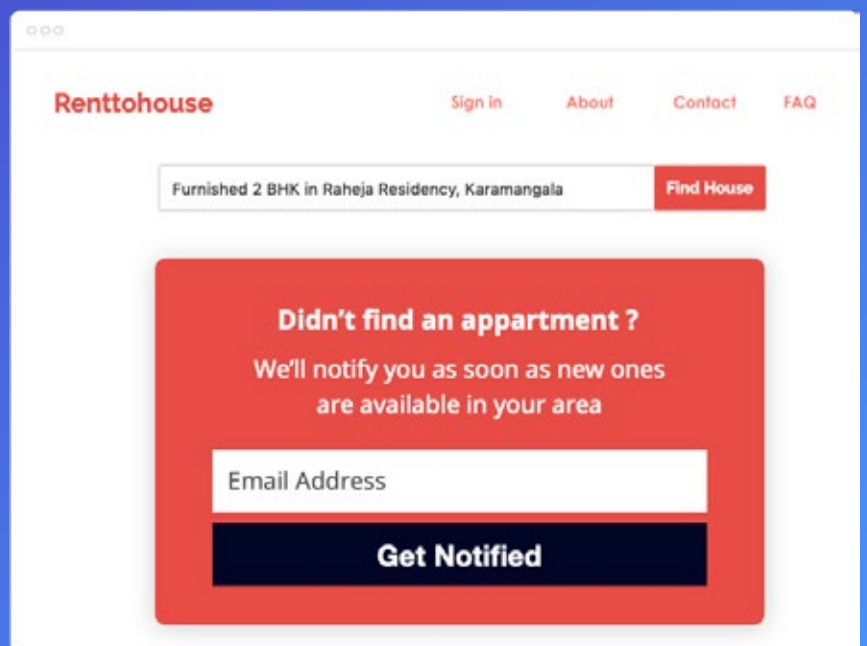 Renttohouse
Sign in About Contact FAQ
Furnished 2 BHK in Raheja Residency, Karamangala
Find House
Didn't find an appartment ?
We'll notify you as soon as new ones
are available in your area
Email Address
Get Notified